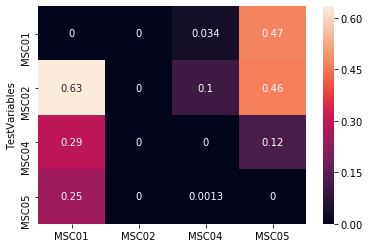 TestVariables
MSC01
0
0
0.034
0.47
MSC02
0.63
0
0.1
0.46
MSC04
0.29
0
0
0.12
MSC05
0.25
0
0.0013
0
MSC01
MSC02
MSC04
MSC05
0.60
0.45
0.30
0.15
0.00